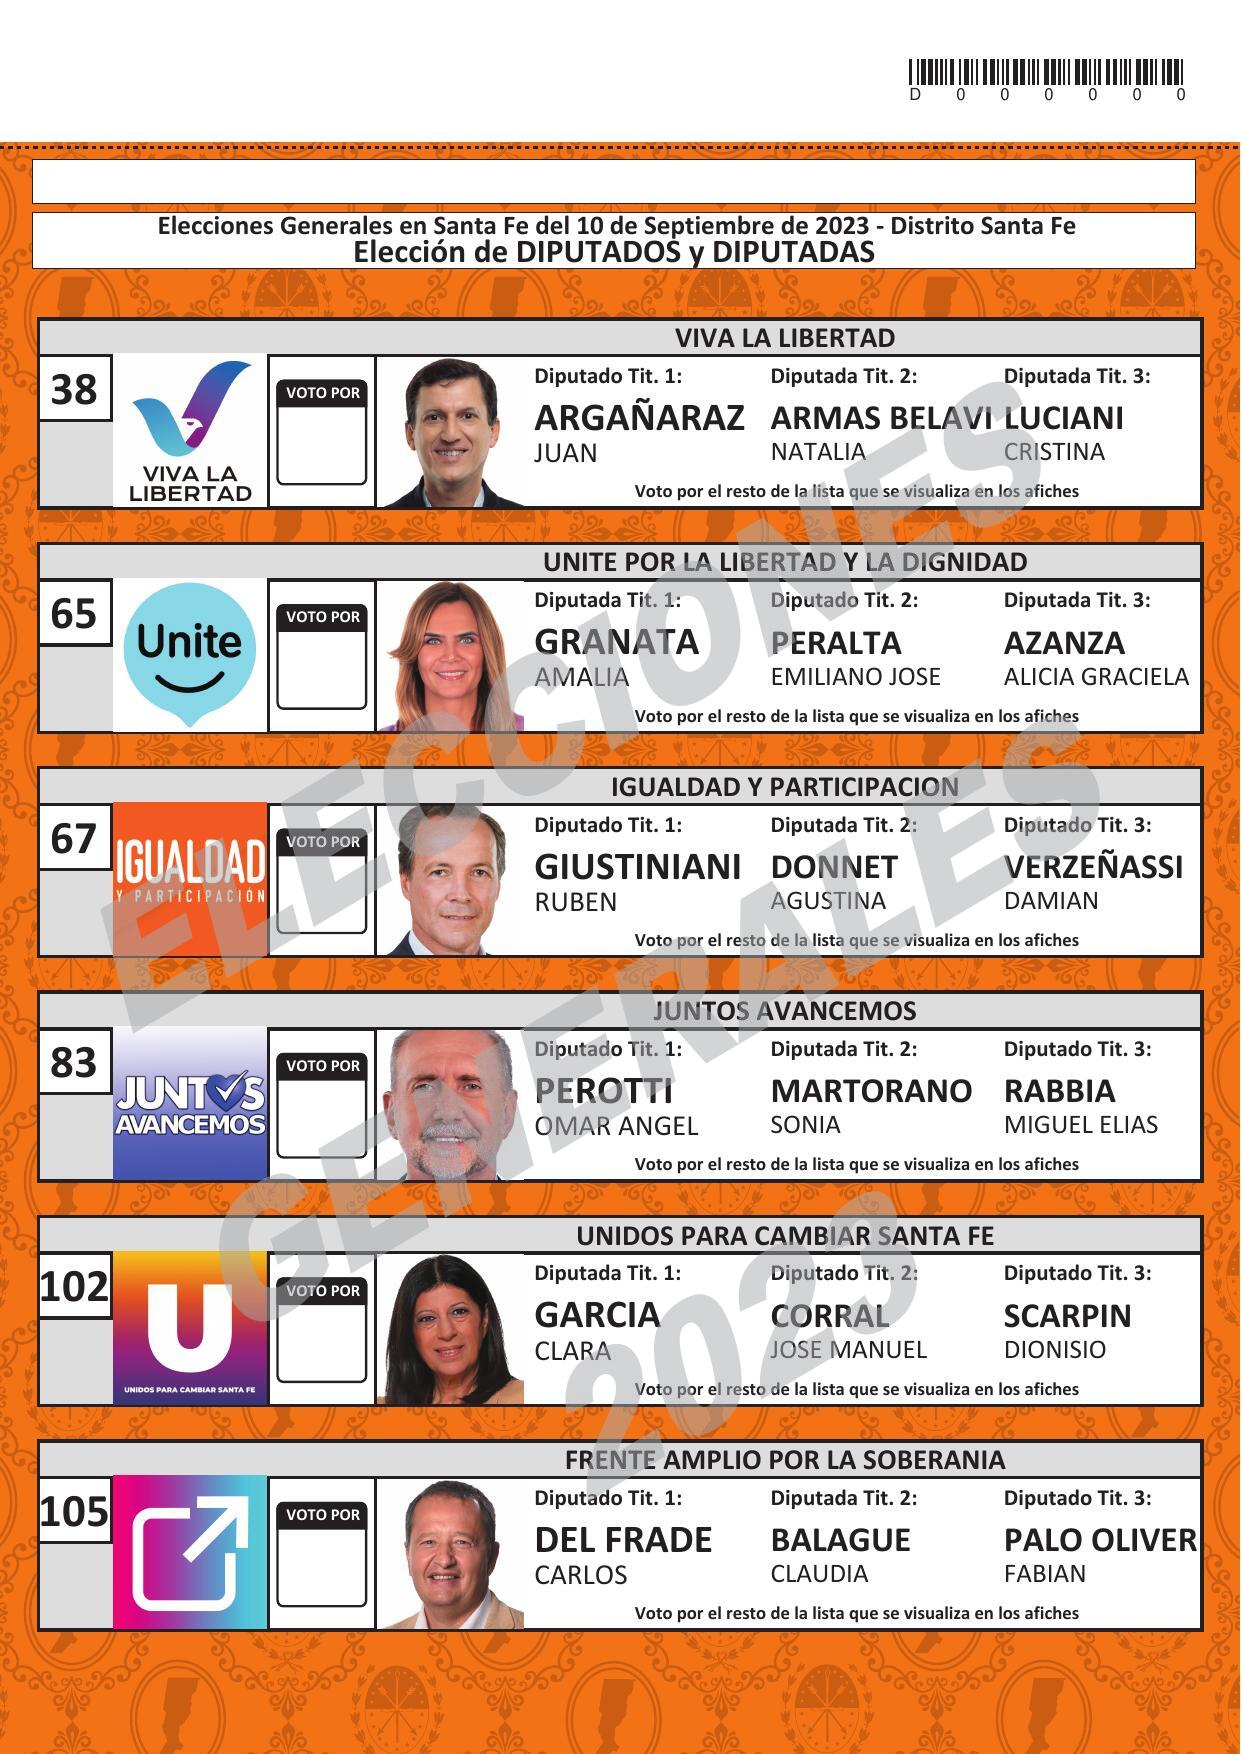 D 0 0 0 0 0 0
Elecciones Generales en Santa Fe del 10 de Septiembre de 2023 - Distrito Santa Fe
Elección de DIPUTADOS y DIPUTADAS
VIVA LA LIBERTAD
38
VIVA LA
LIBERTAD
VOTO POR
Diputado Tit. 1: Diputada Tit. 2: Diputada Tit. 3:
ARGAÑARAZ ARMAS BELAVI LUCIANI
JUAN NATALIA CRISTINA
Voto por el resto de la lista que se visualiza en los afiches
UNITE POR LA LIBERTAD Y LA DIGNIDAD
65
Unite
VOTO POR
Diputada Tit. 1: Diputado Tit. 2: Diputada Tit. 3:
GRANATA PERALTA AZANZA
AMALIA EMILIANO JOSE ALICIA GRACIELA
Voto por el resto de la lista que se visualiza en los afiches
IGUALDAD Y PARTICIPACION
67
IGUALDAD
Y PARTICIPACIÓN
VOTO POR
Diputado Tit. 1: Diputada Tit. 2: Diputado Tit. 3:
GIUSTINIANI DONNET VERZEÑASSI
RUBEN AGUSTINA DAMIAN
Voto por el resto de la lista que se visualiza en los afiches
JUNTOS AVANCEMOS
83
JUNTOS
AVANCEMOS
VOTO POR
Diputado Tit. 1: Diputada Tit. 2: Diputado Tit. 3:
PEROTTI MARTORANO RABBIA
OMAR ANGEL SONIA MIGUEL ELIAS
Voto por el resto de la lista que se visualiza en los afiches
UNIDOS PARA CAMBIAR SANTA FE
102
U
UNIDOS PARA CAMBIAR SANTA FE
VOTO POR
Diputada Tit. 1: Diputado Tit. 2: Diputado Tit. 3:
GARCIA CORRAL SCARPIN
CLARA JOSE MANUEL DIONISIO
Voto por el resto de la lista que se visualiza en los afiches
FRENTE AMPLIO POR LA SOBERANIA
105
VOTO POR
Diputado Tit. 1: Diputada Tit. 2: Diputado Tit. 3:
DEL FRADE BALAGUE PALO OLIVER
CARLOS CLAUDIA FABIAN
Voto por el resto de la lista que se visualiza en los afiches
ELECCIONES
GENERALES
2023